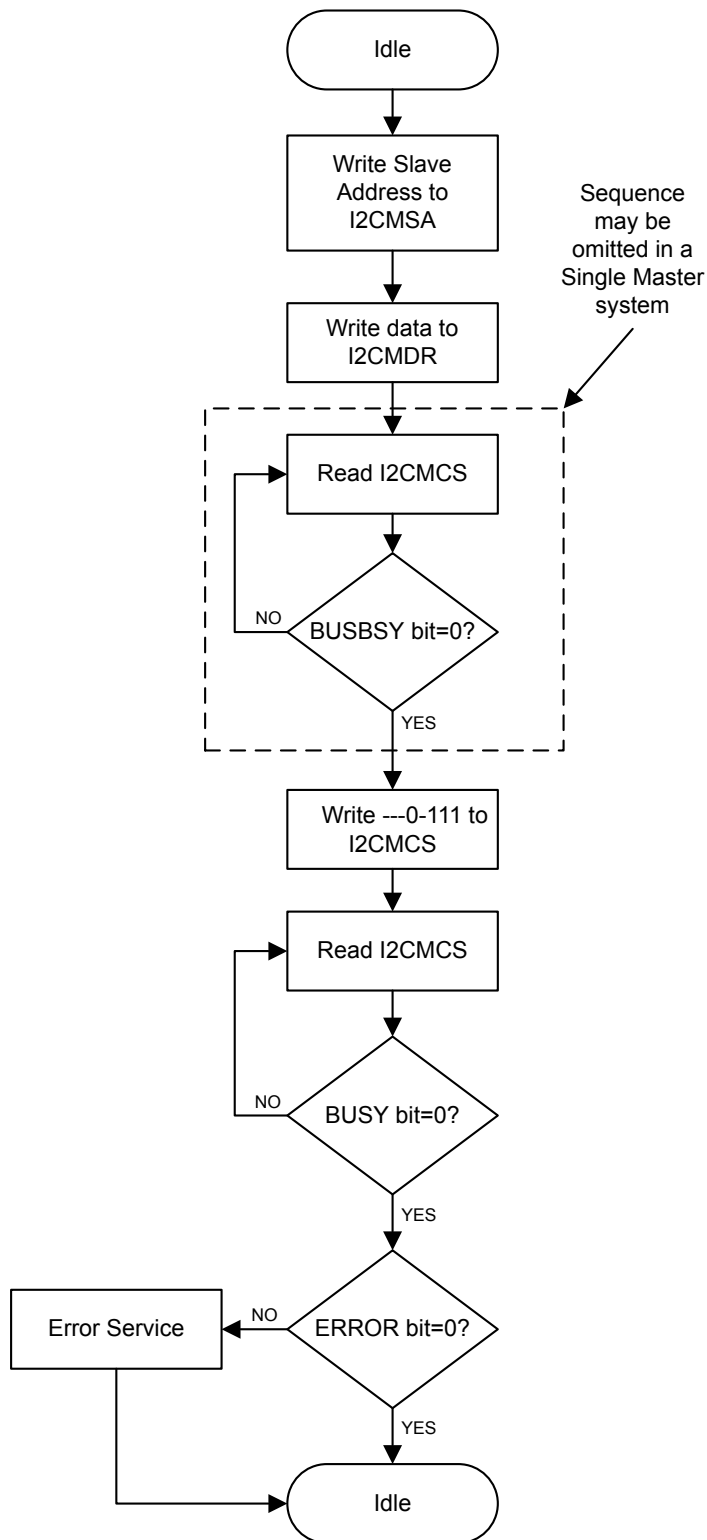 Idle
Write Slave
Address to
I2CMSA
Sequence
may be
omitted in a
Single Master
system
Write data to
I2CMDR
Read I2CMCS
NO
BUSBSY bit=0?
YES
Write ---0-111 to
I2CMCS
Read I2CMCS
NO
BUSY bit=0?
YES
Error Service
NO
ERROR bit=0?
YES
Idle